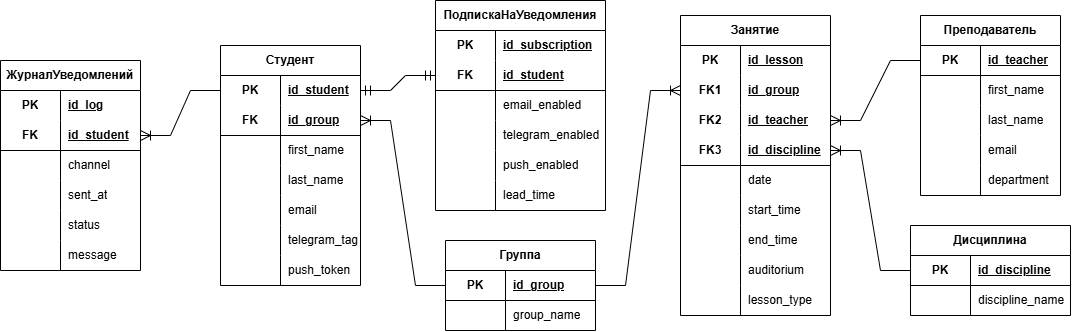 ЖурналУведомлений
PK id_log
FK id_student
channel
sent_at
status
message
Студент
PK id_student
FK id_group
first_name
last_name
email
telegram_tag
push_token
ПодпискаНаУведомления
PK id_subscription
FK id_student
email_enabled
telegram_enabled
push_enabled
lead_time
Группа
PK id_group
group_name
Занятие
PK id_lesson
FK1 id_group
FK2 id_teacher
FK3 id_discipline
date
start_time
end_time
auditorium
lesson_type
Преподаватель
PK id_teacher
first_name
last_name
email
department
Дисциплина
PK id_discipline
discipline_name